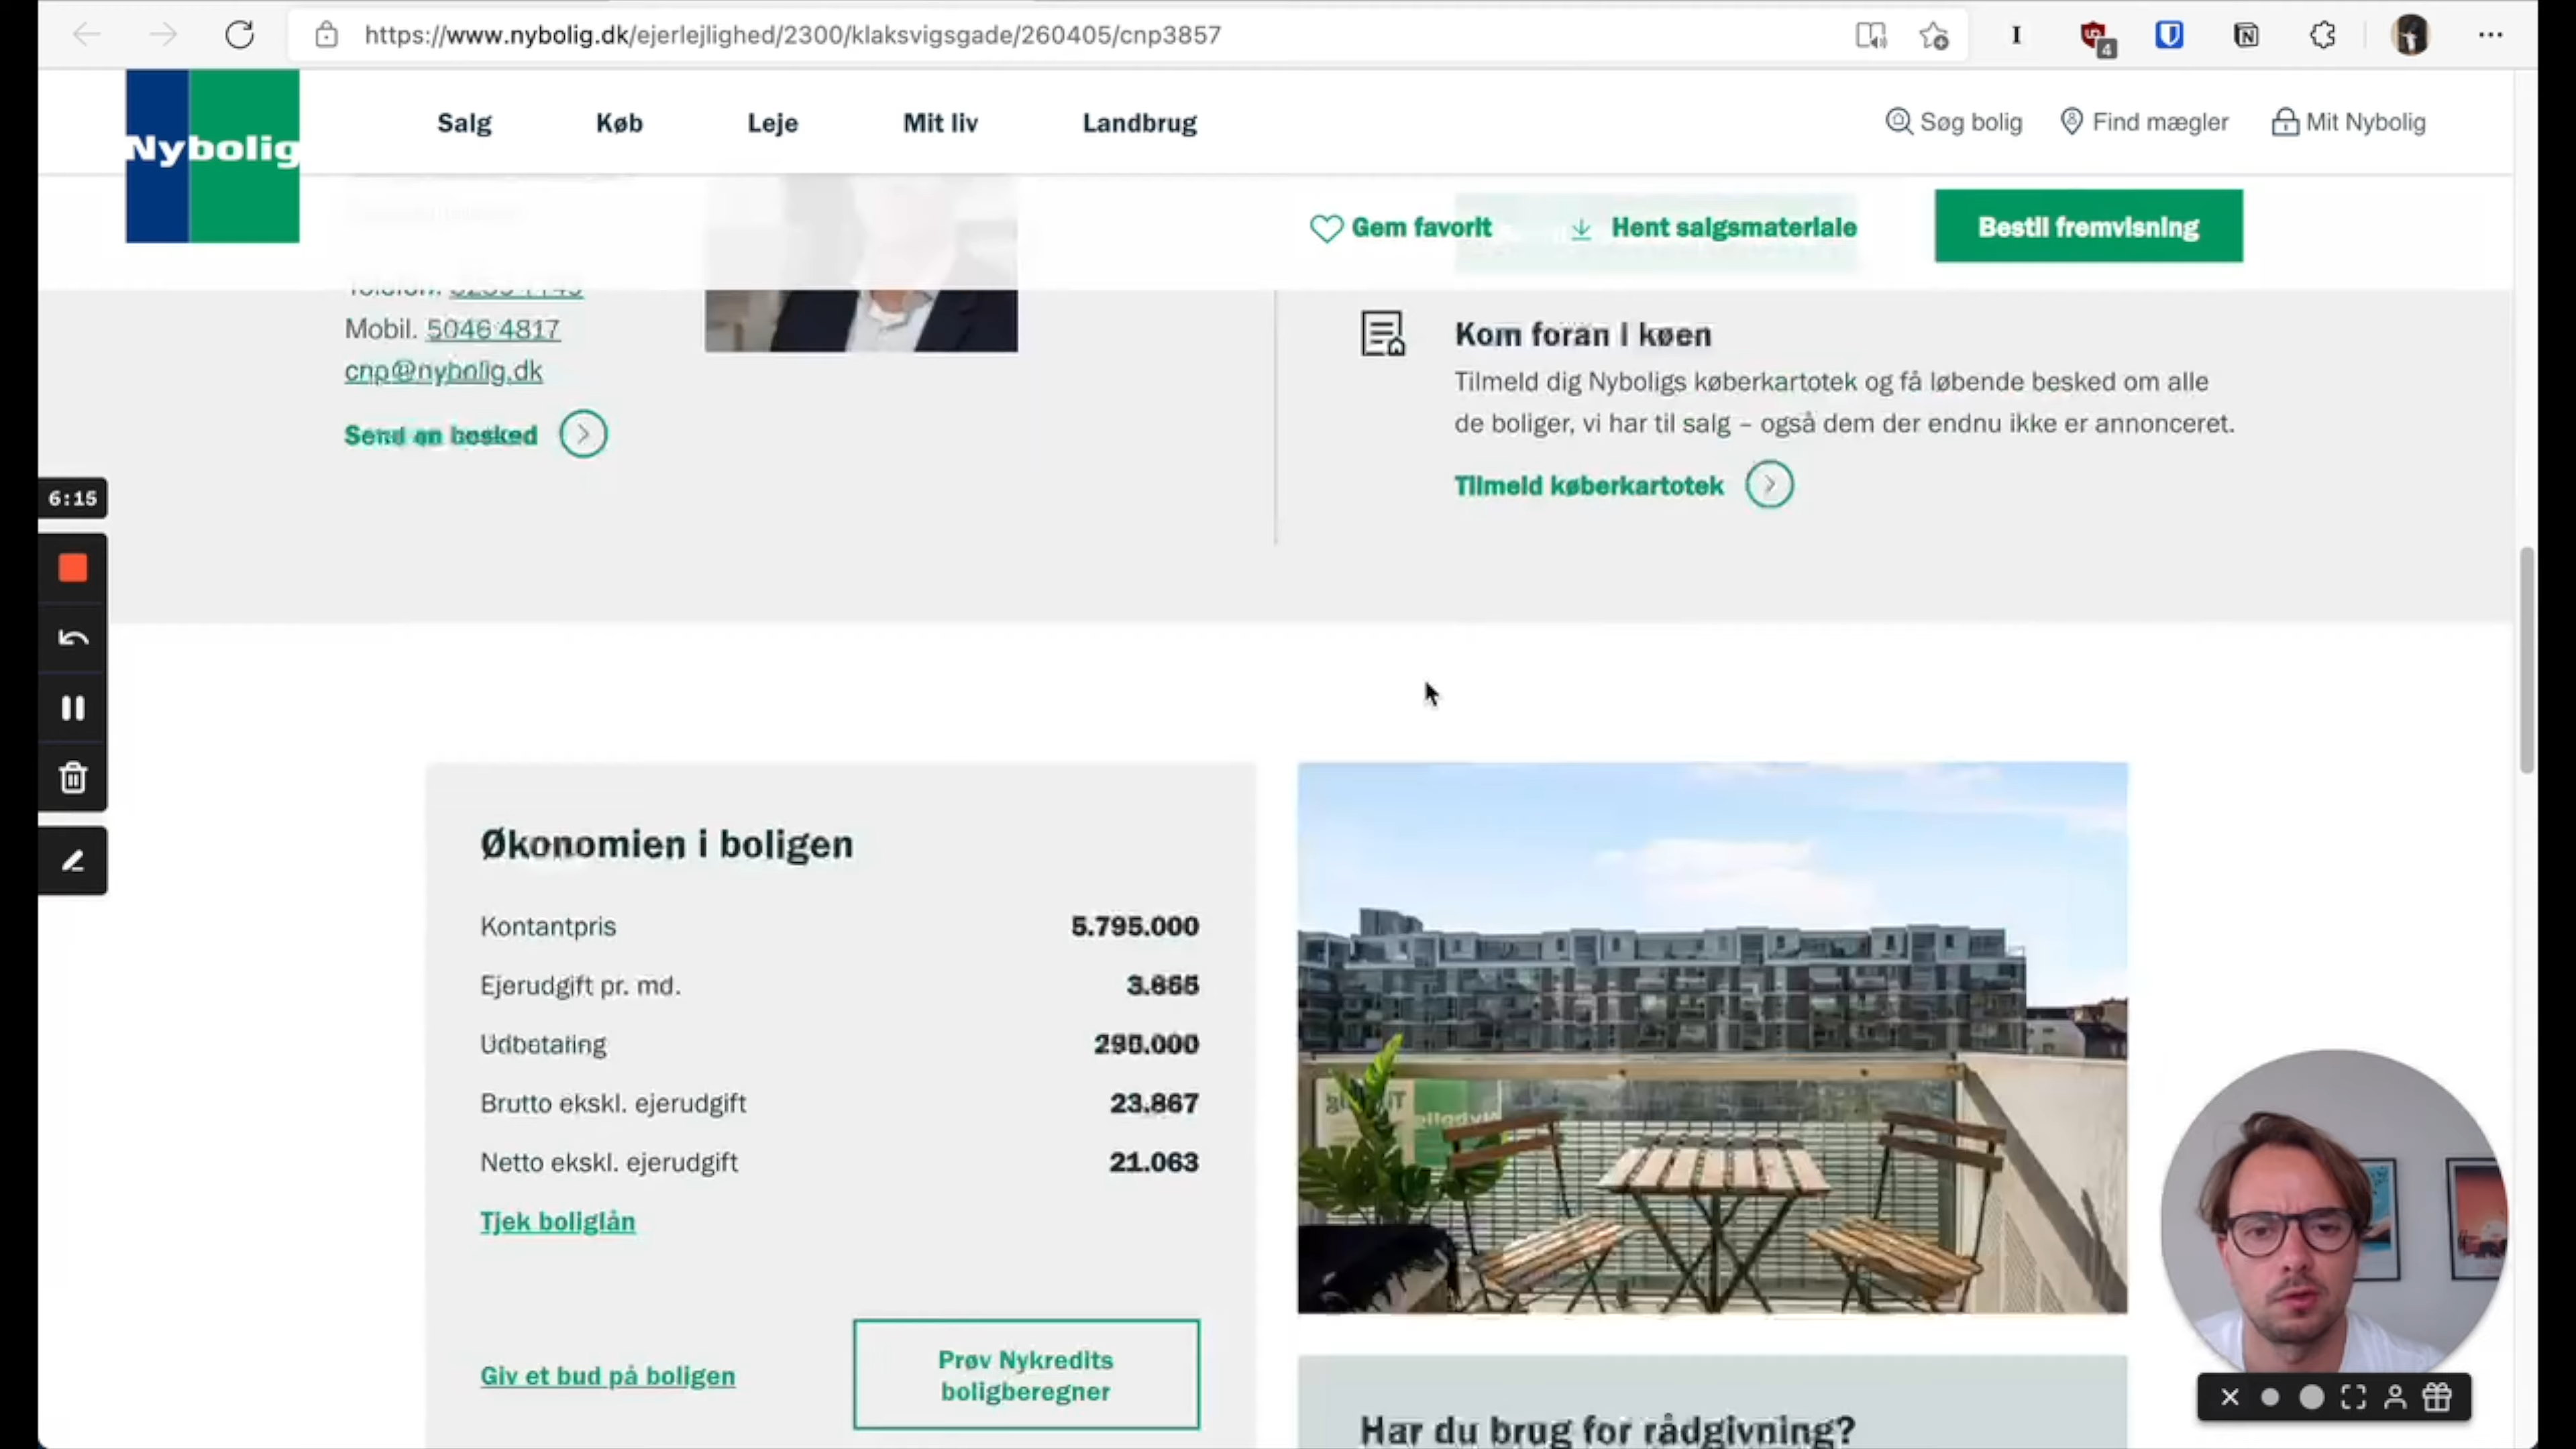 https://www.nybolig.dk/ejerlejlighed/2300/klaksvigsgade/260405/cnp3857
4
Nybolig
Salg
Køb
Leje
Mit liv
Landbrug
Søg bolig
Find mægler
Mit Nybolig
Gem favorit
Hent salgsmateriale
Bestil fremvisning
Mobil. 5046 4817
cnp@nybolig.dk
Send en besked
Kom foran i køen
Tilmeld dig Nyboligs køberkartotek og få løbende besked om alle
de boliger, vi har til salg – også dem der endnu ikke er annonceret.
Tilmeld køberkartotek
6:15
Økonomien i boligen
Kontantpris 5.795.000
Ejerudgift pr. md.
Udbetaling
Brutto ekskl. ejerudgift 23.867
Netto ekskl. ejerudgift 21.063
Tjek boliglån
Giv et bud på boligen
Prøv Nykredits
boligberegner
Har du brug for rådgivning?